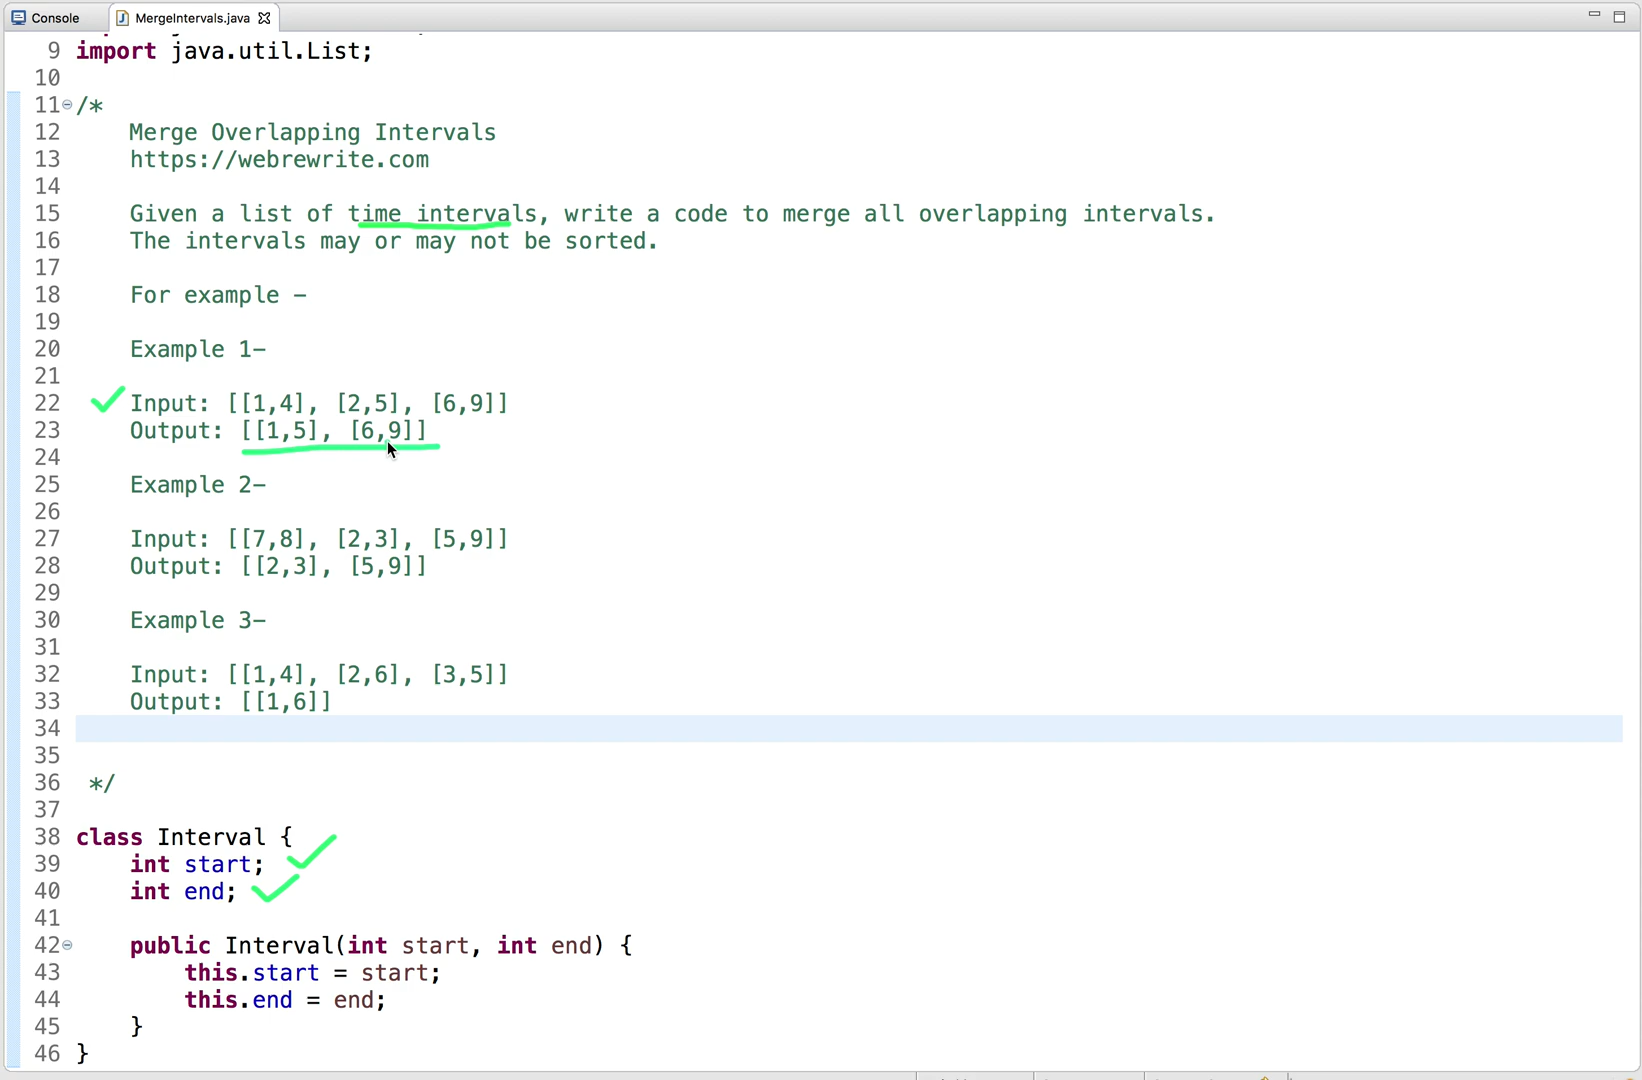 Console MergeIntervals.java
9 import java.util.List;
10
11 /*
12 Merge Overlapping Intervals
13 https://webrewrite.com
14
15 Given a list of time intervals, write a code to merge all overlapping intervals.
16 The intervals may or may not be sorted.
17
18 For example –
19
20 Example 1–
21
22 Input: [[1,4], [2,5], [6,9]]
23 Output: [[1,5], [6,9]]
24
25 Example 2–
26
27 Input: [[7,8], [2,3], [5,9]]
28 Output: [[2,3], [5,9]]
29
30 Example 3–
31
32 Input: [[1,4], [2,6], [3,5]]
33 Output: [[1,6]]
34
35
36 */
37
38 class Interval {
39 int start;
40 int end;
41
42 public Interval(int start, int end) {
43 this.start = start;
44 this.end = end;
45 }
46 }